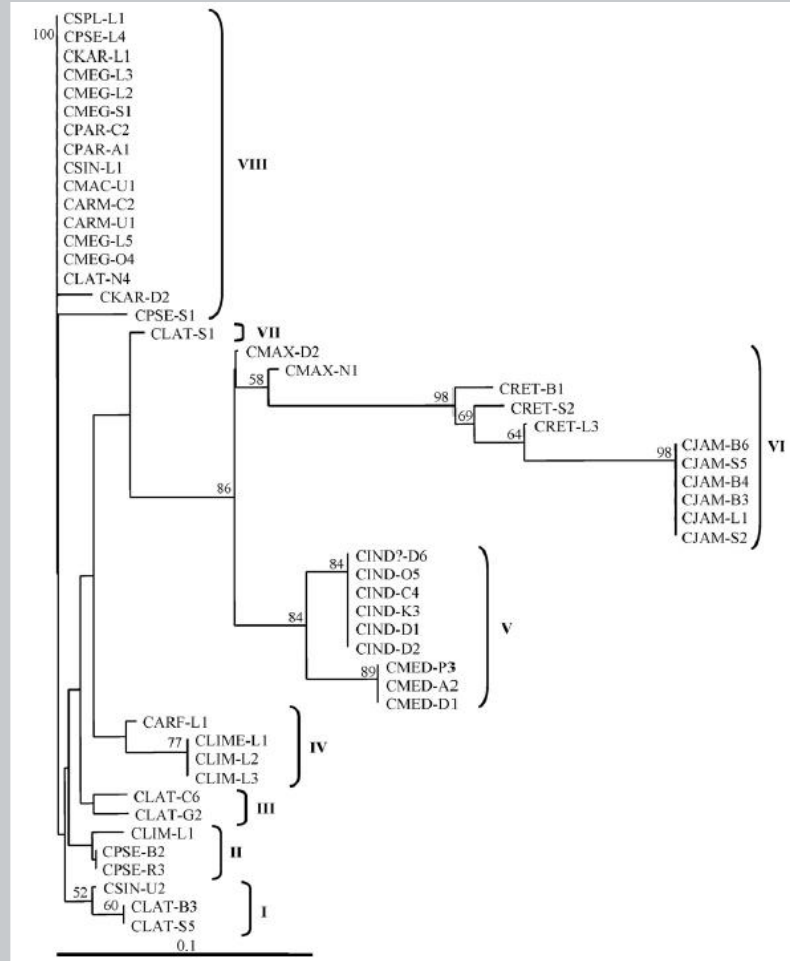 CSPL-L1
100
CPSE-L4
CKAR-L1
CMEG-L3
CMEG-L2
CMEG-S1
CPAR-C2
CPAR-A1
VIII
CSIN-L1
CMAC-U1
CARM-C2
CARM-U1
CMEG-L5
CMEG-O4
CLAT-N4
CKAR-D2
CPSE-S1
CLAT-S1
VII
CMAX-D2
CMAX-N1
58
CRET-B1
98
CRET-S2
69
CRET-L3
64
CJAM-B6
VI
98
CJAM-S5
CJAM-B4
CJAM-B3
CJAM-L1
CJAM-S2
86
CIND?-D6
84
CIND-O5
CIND-C4
CIND-K3
V
84
CIND-D1
CIND-D2
CMED-P3
89
CMED-A2
CMED-D1
CARF-L1
77
CLIME-L1
IV
CLIM-L2
CLIM-L3
CLAT-C6
III
CLAT-G2
CLIM-L1
CPSE-B2
II
CPSE-R3
CSIN-U2
52
CLAT-B3
60
I
CLAT-S5
0.1